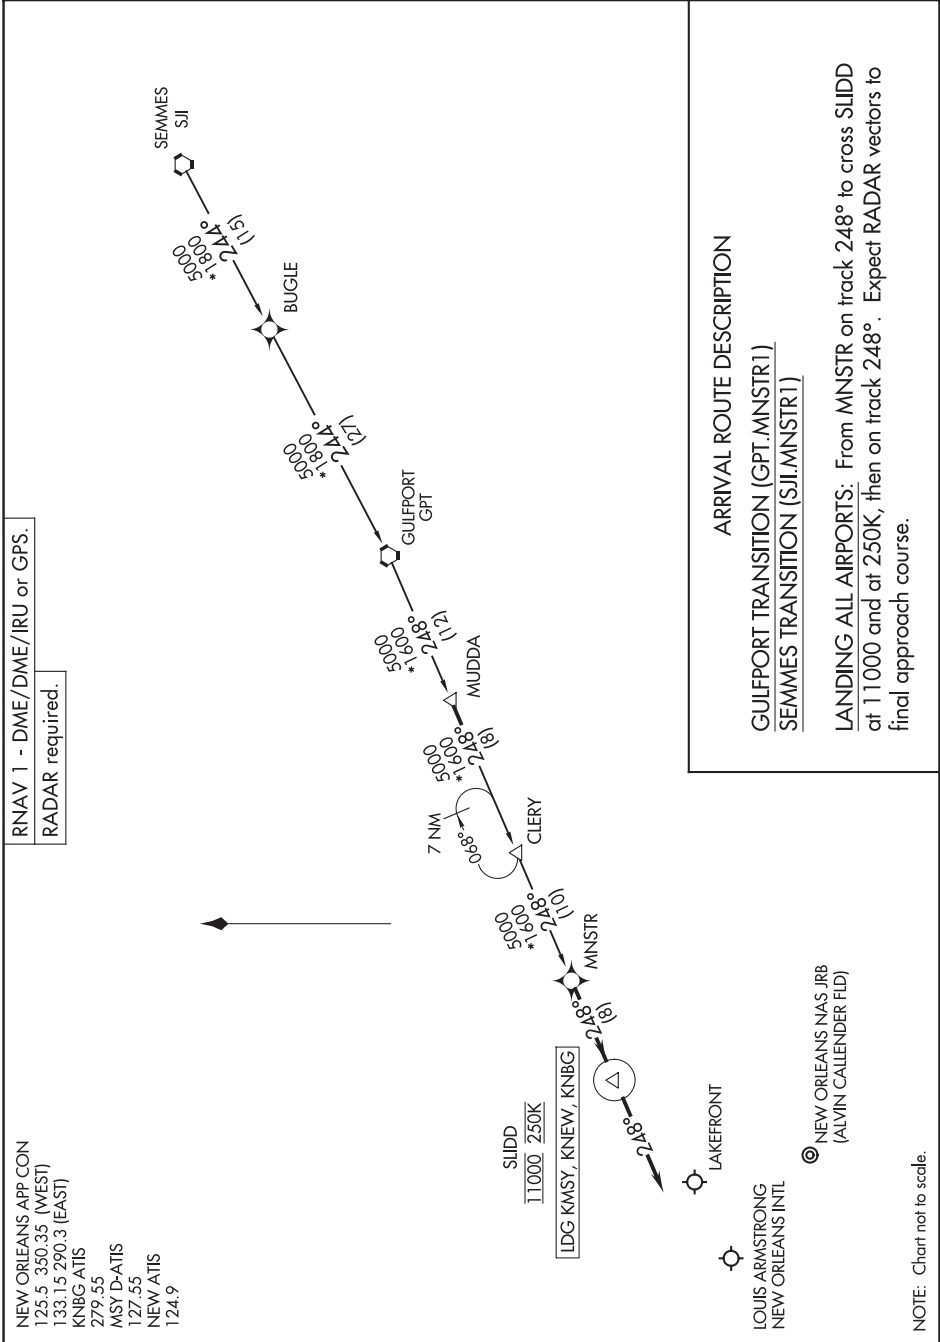 NEW ORLEANS APP CON
125.5 350.35 (WEST)
133.15 290.3 (EAST)
KNBG ATIS
279.55
MSY D-ATIS
127.55
NEW ATIS
124.9
RNAV 1 - DME/DME/IRU or GPS.
RADAR required.
SEMMES
SJI
5000
*1800
244°
(15)
BUGLE
5000
*1800
244°
(27)
GULFPORT
GPT
5000
*1600
248°
(12)
MUDDA
5000
*1600
248°
(8)
7 NM
068°
CLERY
5000
*1600
248°
(10)
MNSTR
248°
(8)
SLIDD
11000 250K
LDG KMSY, KNEW, KNBG
248°
LAKEFRONT
LOUIS ARMSTRONG
NEW ORLEANS INTL
NEW ORLEANS NAS JRB
(ALVIN CALLENDER FLD)
ARRIVAL ROUTE DESCRIPTION
GULFPORT TRANSITION (GPT.MNSTR1)
SEMMES TRANSITION (SJI.MNSTR1)
LANDING ALL AIRPORTS: From MNSTR on track 248° to cross SLIDD
at 11000 and at 250K, then on track 248°. Expect RADAR vectors to
final approach course.
NOTE: Chart not to scale.